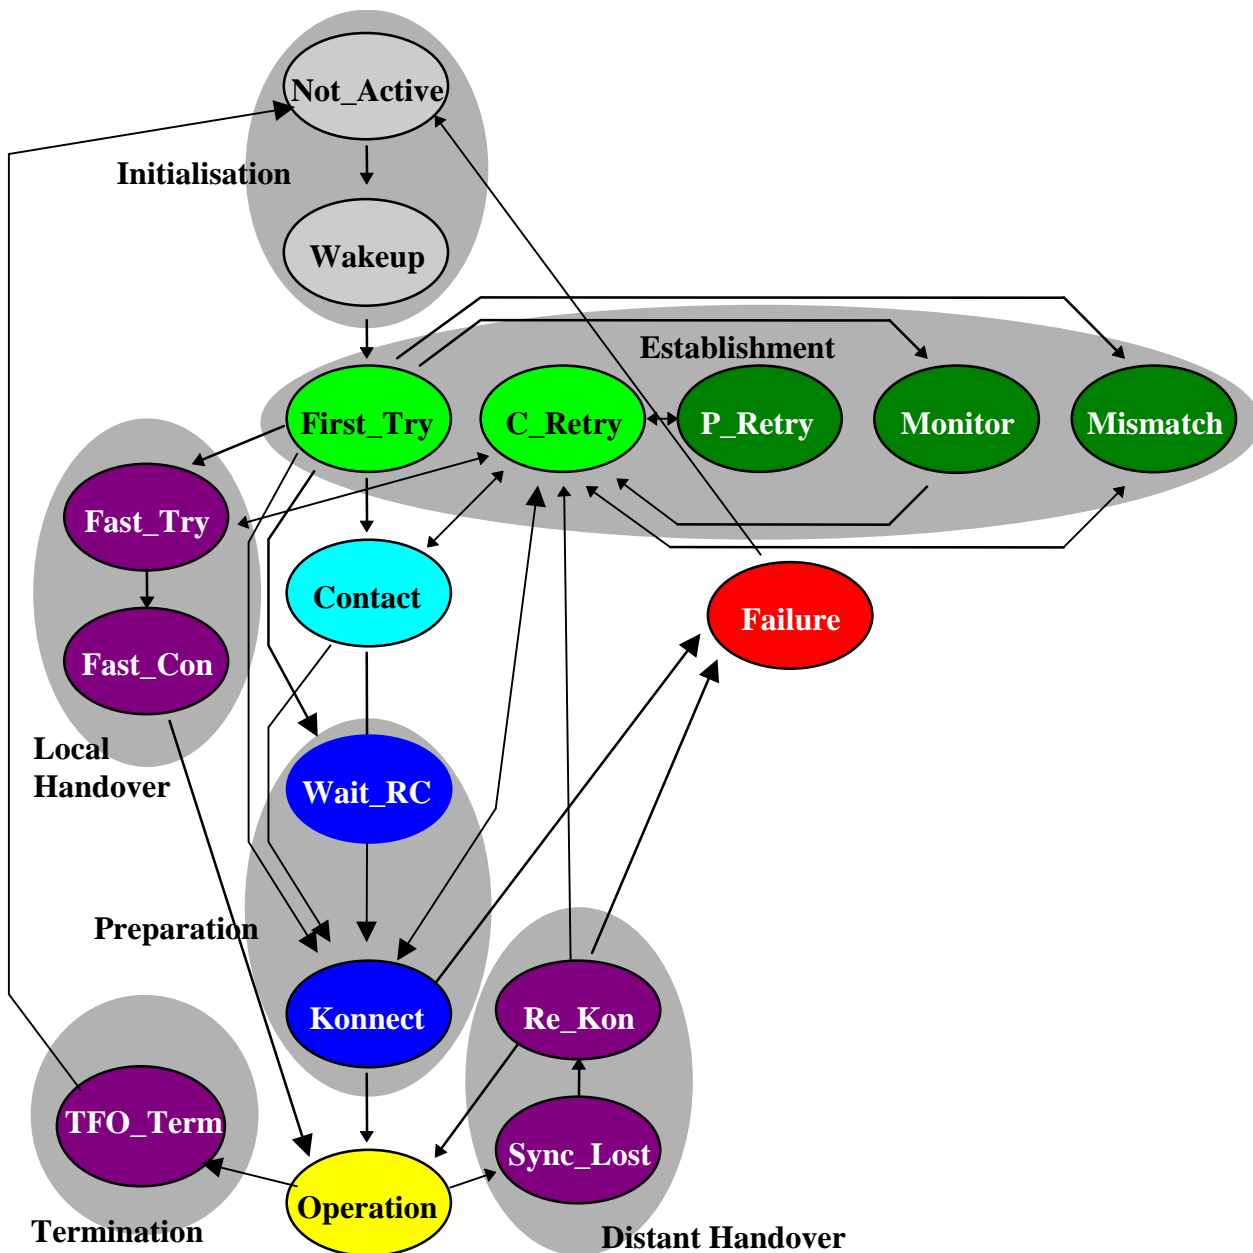 Not_Active
Initialisation
Wakeup
Establishment
First_Try
C_Retry
P_Retry
Monitor
Mismatch
Fast_Try
Contact
Failure
Fast_Con
Local
Handover
Wait_RC
Preparation
Konnect
Re_Kon
TFO_Term
Sync_Lost
Operation
Termination
Distant Handover